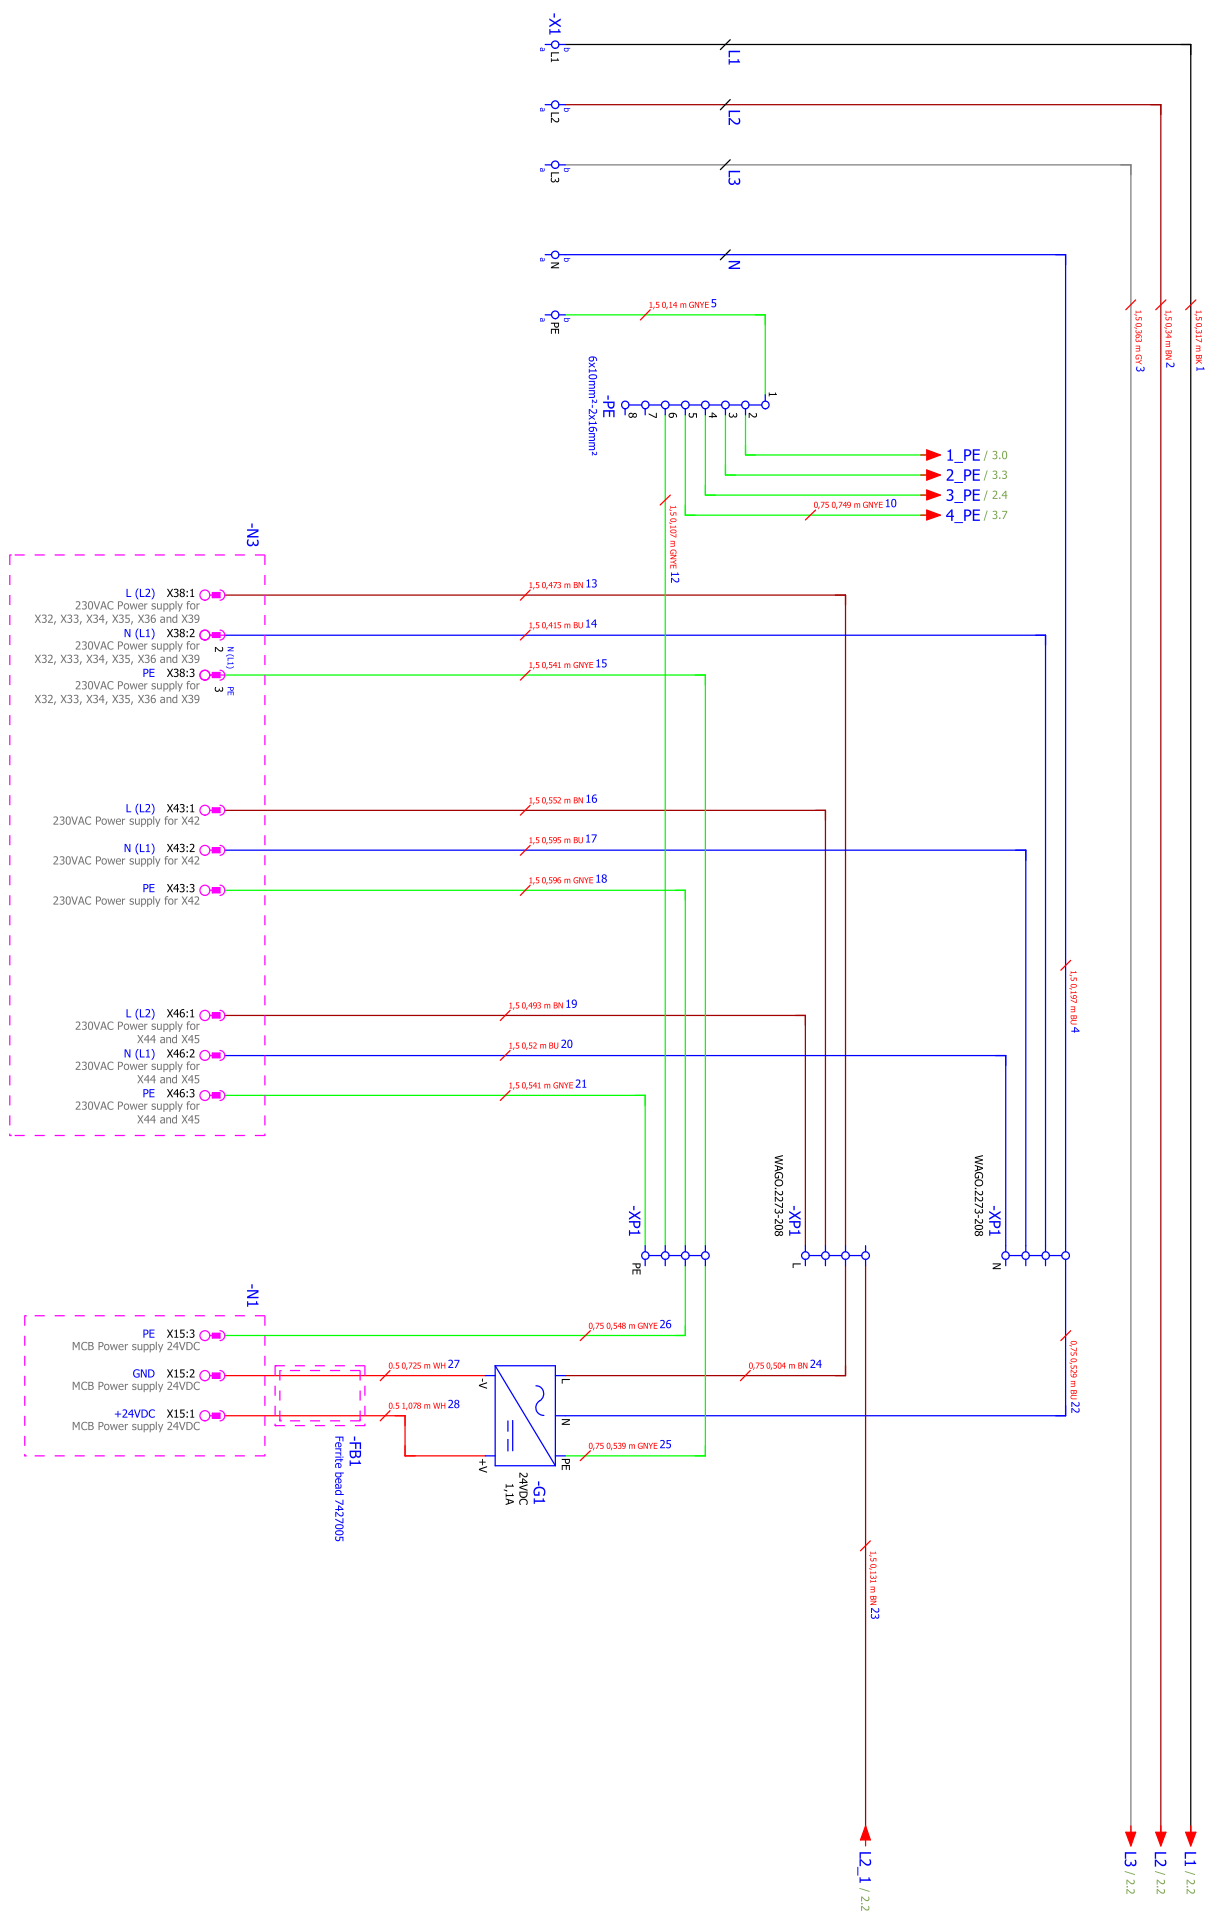 -X1
L1
a
b
L1
L2
a
b
L2
L3
a
b
L3
N
a
b
N
PE
a
b
1,5 0,14 m GNYE 5
1,5 0,363 m GY 3
1,5 0,34 m BN 2
1,5 0,317 m BK 1
6x10mm²-2x16mm²
-PE
8
7
6
5
4
3
2
1
1_PE / 3.0
2_PE / 3.3
3_PE / 2.4
0,75 0,749 m GNYE 10
4_PE / 3.7
1,5 0,107 m GNYE 12
-N3
L (L2) X38:1
230VAC Power supply for
X32, X33, X34, X35, X36 and X39
1,5 0,473 m BN 13
N (L1) X38:2
230VAC Power supply for
X32, X33, X34, X35, X36 and X39
2
N (L1)
1,5 0,415 m BU 14
PE X38:3
230VAC Power supply for
X32, X33, X34, X35, X36 and X39
3
PE
1,5 0,541 m GNYE 15
L (L2) X43:1
230VAC Power supply for X42
1,5 0,552 m BN 16
N (L1) X43:2
230VAC Power supply for X42
1,5 0,595 m BU 17
PE X43:3
230VAC Power supply for X42
1,5 0,596 m GNYE 18
1,5 0,197 m BU 4
L (L2) X46:1
230VAC Power supply for
X44 and X45
1,5 0,493 m BN 19
N (L1) X46:2
230VAC Power supply for
X44 and X45
1,5 0,52 m BU 20
PE X46:3
230VAC Power supply for
X44 and X45
1,5 0,541 m GNYE 21
-XP1
PE
WAGO.2273-208
-XP1
L
WAGO.2273-208
-XP1
N
-N1
PE X15:3
MCB Power supply 24VDC
0,75 0,548 m GNYE 26
GND X15:2
MCB Power supply 24VDC
0.5 0,725 m WH 27
+24VDC X15:1
MCB Power supply 24VDC
0.5 1,078 m WH 28
-FB1
Ferrite bead 7427005
-V
+V
L
N
PE
-G1
24VDC
1,1A
0,75 0,504 m BN 24
0,75 0,529 m BU 22
0,75 0,539 m GNYE 25
1,5 0,131 m BN 23
L2_1 / 2.2
L3 / 2.2
L2 / 2.2
L1 / 2.2